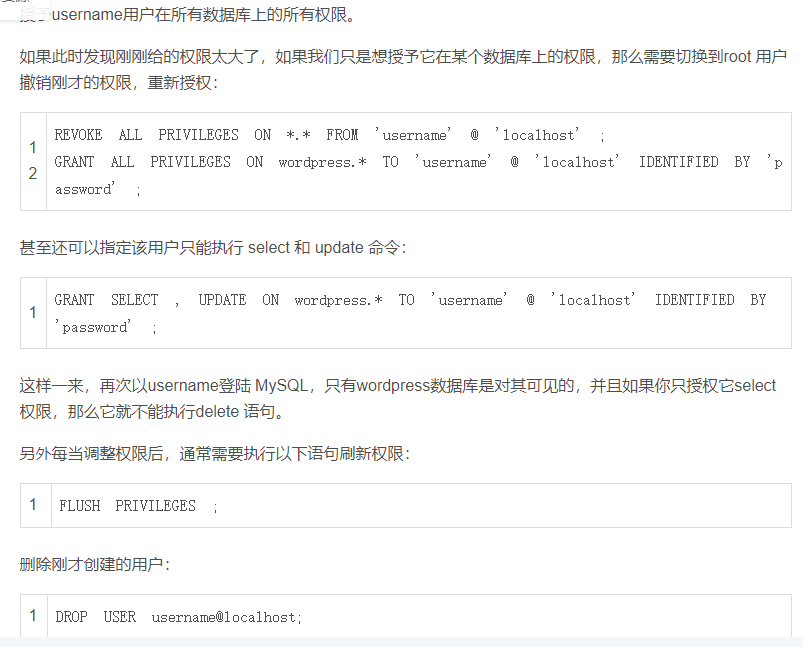 授予username用户在所有数据库上的所有权限。
如果此时发现刚刚给的权限太大了，如果我们只是想授予它在某个数据库上的权限，那么需要切换到root 用户
撤销刚才的权限，重新授权：
1
2
REVOKE ALL PRIVILEGES ON *.* FROM 'username' @ 'localhost' ;
GRANT ALL PRIVILEGES ON wordpress.* TO 'username' @ 'localhost' IDENTIFIED BY 'p
assword' ;
甚至还可以指定该用户只能执行 select 和 update 命令：
1
GRANT SELECT , UPDATE ON wordpress.* TO 'username' @ 'localhost' IDENTIFIED BY
'password' ;
这样一来，再次以username登陆 MySQL，只有wordpress数据库是对其可见的，并且如果你只授权它select
权限，那么它就不能执行delete 语句。
另外每当调整权限后，通常需要执行以下语句刷新权限：
1
FLUSH PRIVILEGES ;
删除刚才创建的用户：
1
DROP USER username@localhost;